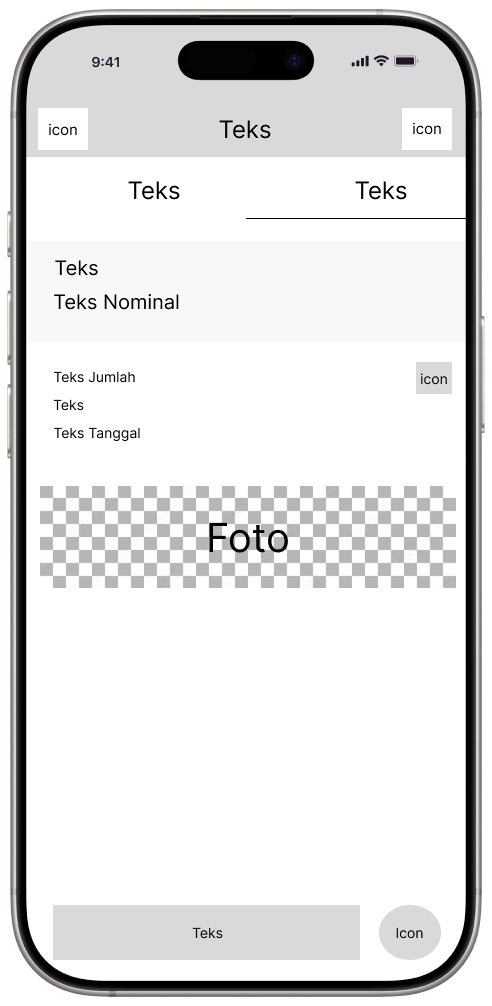 9:41
icon Teks icon
Teks Teks
Teks
Teks Nominal
Teks Jumlah icon
Teks
Teks Tanggal
Foto
Teks Icon